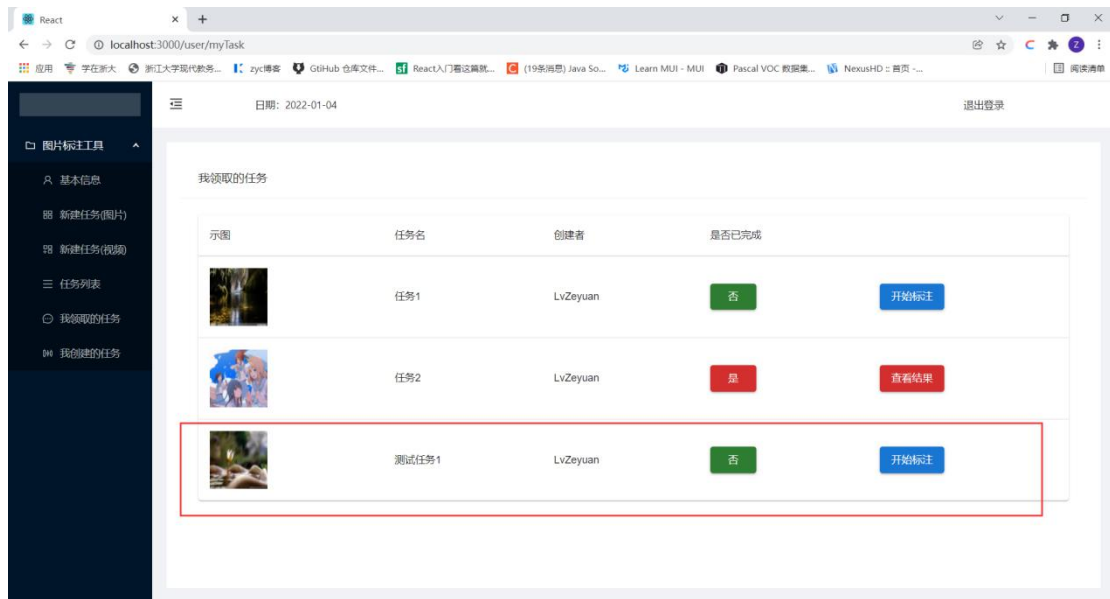 React
localhost:3000/user/myTask
应用 学在浙大 浙江大学现代教务... zyc博客 GtiHub 仓库文件... React入门看这篇就... (19条消息) Java So... Learn MUI - MUI Pascal VOC 数据集... NexusHD :: 首页 -... 阅读清单
日期: 2022-01-04 退出登录
图片标注工具
基本信息
新建任务(图片)
新建任务(视频)
任务列表
我领取的任务
我创建的任务
我领取的任务
示图 任务名 创建者 是否已完成
任务1 LvZeyuan 否 开始标注
任务2 LvZeyuan 是 查看结果
测试任务1 LvZeyuan 否 开始标注